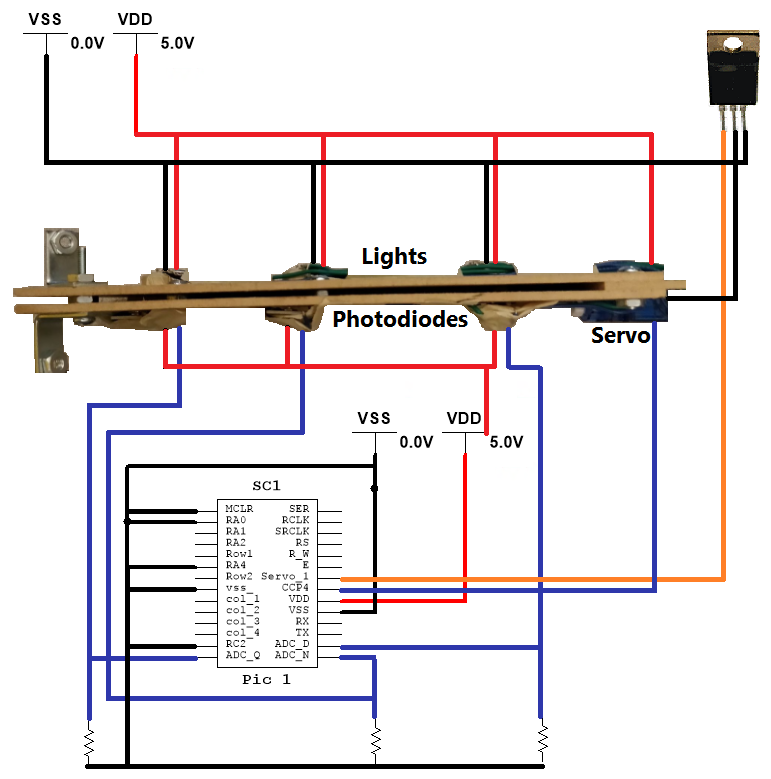 VSS VDD
0.0V 5.0V
Lights
Photodiodes
Servo
VSS VDD
0.0V 5.0V
SC1
MCLR SER
RA0 RCLK
RA1 SRCLK
RA2 RS
Row1 R_W
RA4 E
Row2 Servo_1
vss_ CCP4
col_1 VDD
col_2 VSS
col_3 RX
col_4 TX
RC2 ADC_D
ADC_Q ADC_N
Pic 1